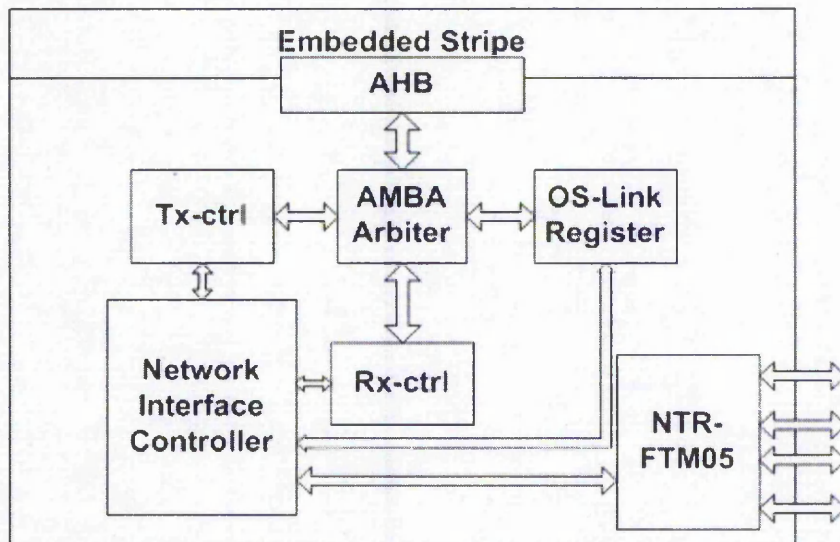 Embedded Stripe
AHB
Tx-ctrl
AMBA
Arbiter
OS-Link
Register
Network
Interface
Controller
Rx-ctrl
NTR-
FTM05